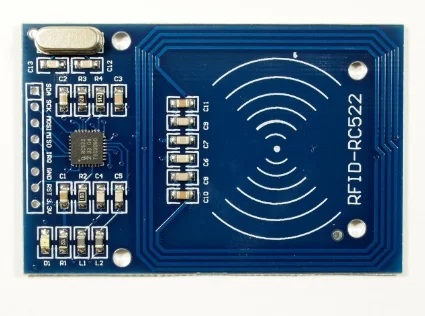 C13
C12
C2
R3
R4
C3
SDA
SCK
MOSI
MISO
IRQ
GND
RST
3.3V
C11
C9
C7
C6
C8
C10
C1
R2
C4
C5
D1
R1
L1
L2
RFID-RC522